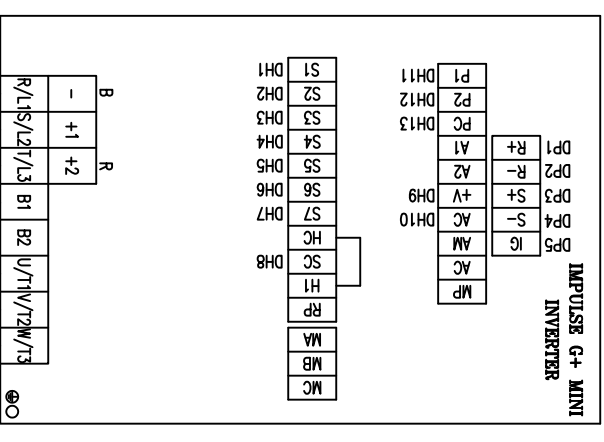 IMPULSE G+ MINI
INVERTER
R/L1 S/L2 T/L3 B1 B2 U/T1 V/T2 W/T3
- +1 +2
B R
S1 DH1
S2 DH2
S3 DH3
S4 DH4
S5 DH5
S6 DH6
S7 DH7
HC
SC DH8
H1
RP
MA
MB
MC
P1 DH11
P2 DH12
PC DH13
A1
A2
+V DH9
AC DH10
AM
AC
MP
DP1 R+
DP2 R-
DP3 S+
DP4 S-
DP5 IG